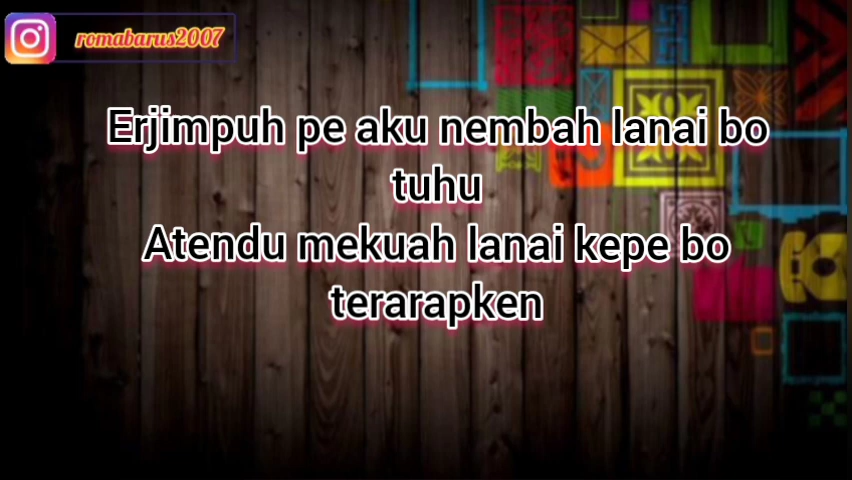 romabarus2007
Erjimpuh pe aku nembah lanai bo
tuhu
Atendu mekuah lanai kepe bo
terarapken